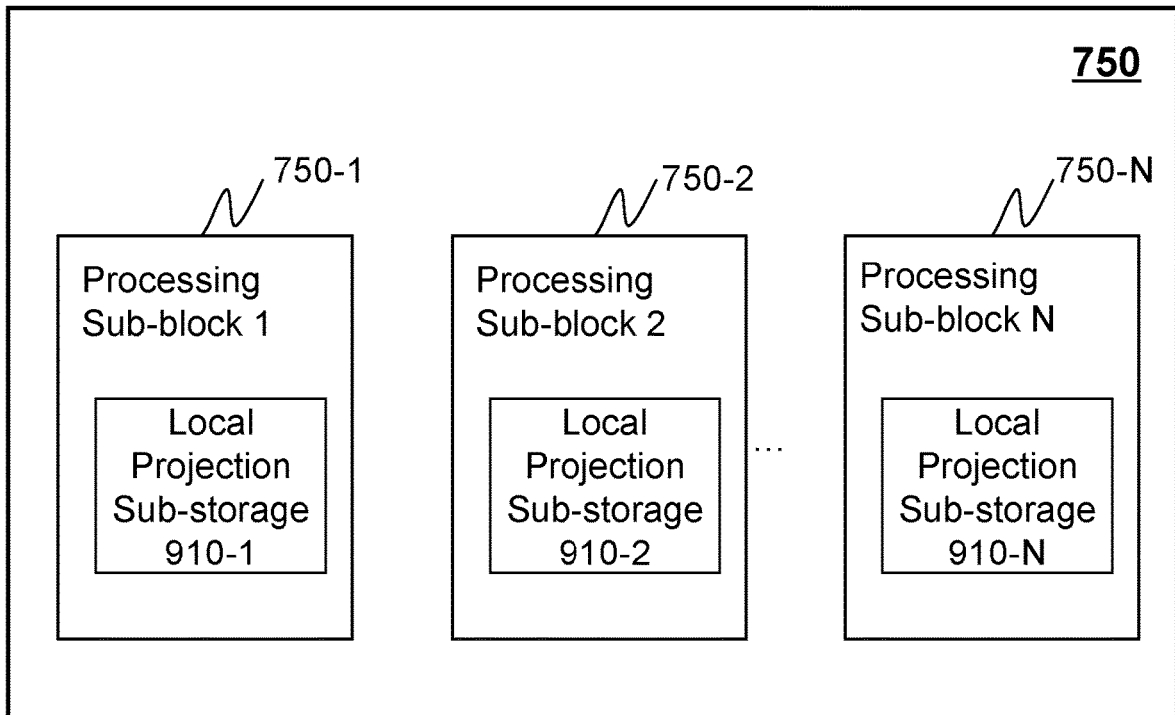 750
750-1
Processing
Sub-block 1
Local
Projection
Sub-storage
910-1
750-2
Processing
Sub-block 2
Local
Projection
Sub-storage
910-2
...
750-N
Processing
Sub-block N
Local
Projection
Sub-storage
910-N